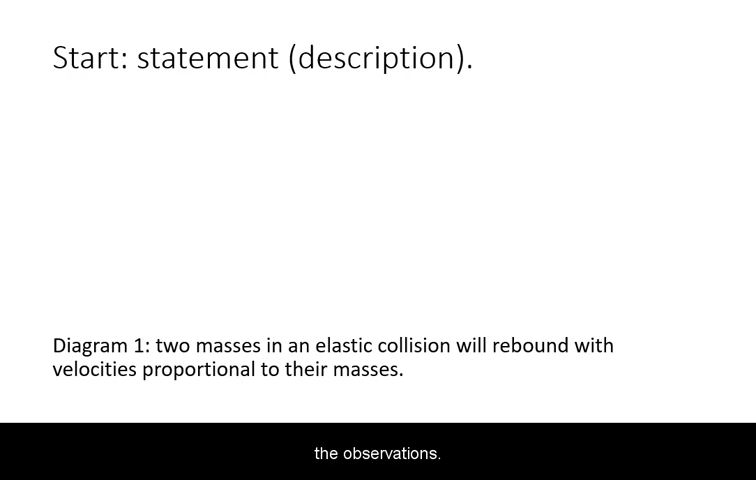 Start: statement (description).
Diagram 1: two masses in an elastic collision will rebound with
velocities proportional to their masses.
the observations.